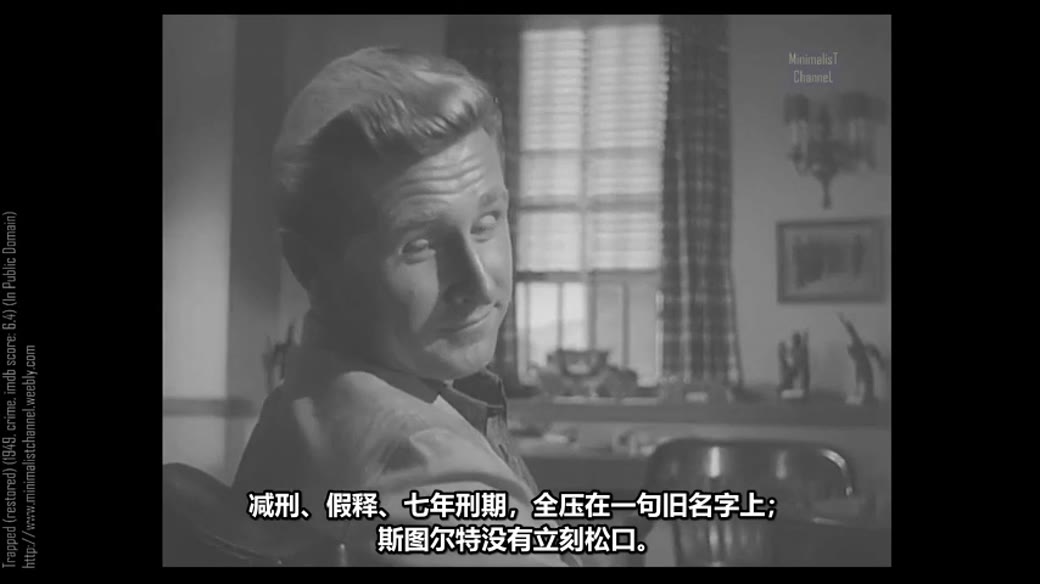 MinimalisT
ChanneL
Trapped (restored) (1949, crime, imdb score: 6.4) (In Public Domain)
http://www.minimalistchannel.weebly.com
减刑、假释、七年刑期，全压在一句旧名字上；
斯图尔特没有立刻松口。